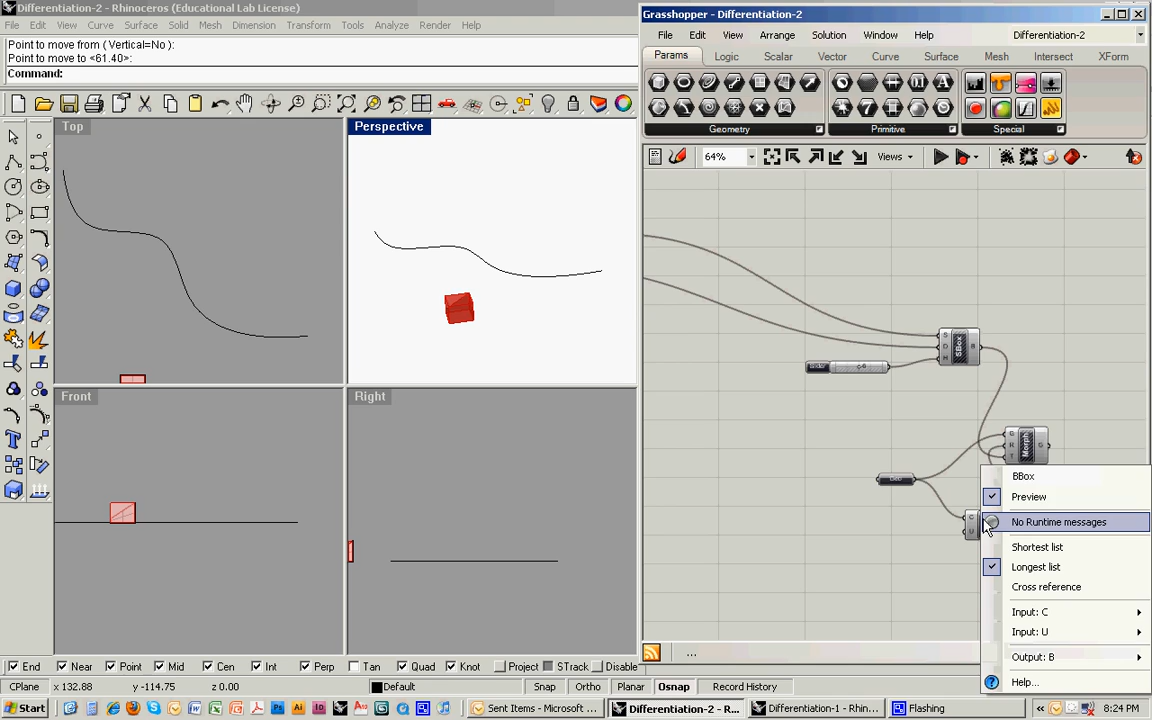 Differentiation-2 - Rhinoceros (Educational Lab License)
File Edit View Curve Surface Solid Mesh Dimension Transform Tools Analyze Render Help
Point to move from ( Vertical=No ):
Point to move to <61.40>:
Command:
Top
Perspective
Front
Right
End Near Point Mid Cen Int Perp Tan Quad Knot Project STrack Disable
CPlane x 132.88 y -114.75 z 0.00 Default Snap Ortho Planar Osnap Record History
Grasshopper - Differentiation-2
File Edit View Arrange Solution Window Help Differentiation-2
Params Logic Scalar Vector Curve Surface Mesh Intersect XForm
Geometry Primitive Special
64% Views
S
D
H
SBox
B
G
R
T
Morph
G
C
U
BBox
Preview
No Runtime messages
Shortest list
Longest list
Cross reference
Input: C
Input: U
Output: B
Help...
...
Start Sent Items - Microsoft ... Differentiation-2 - R... Differentiation-1 - Rhin... Flashing 8:24 PM